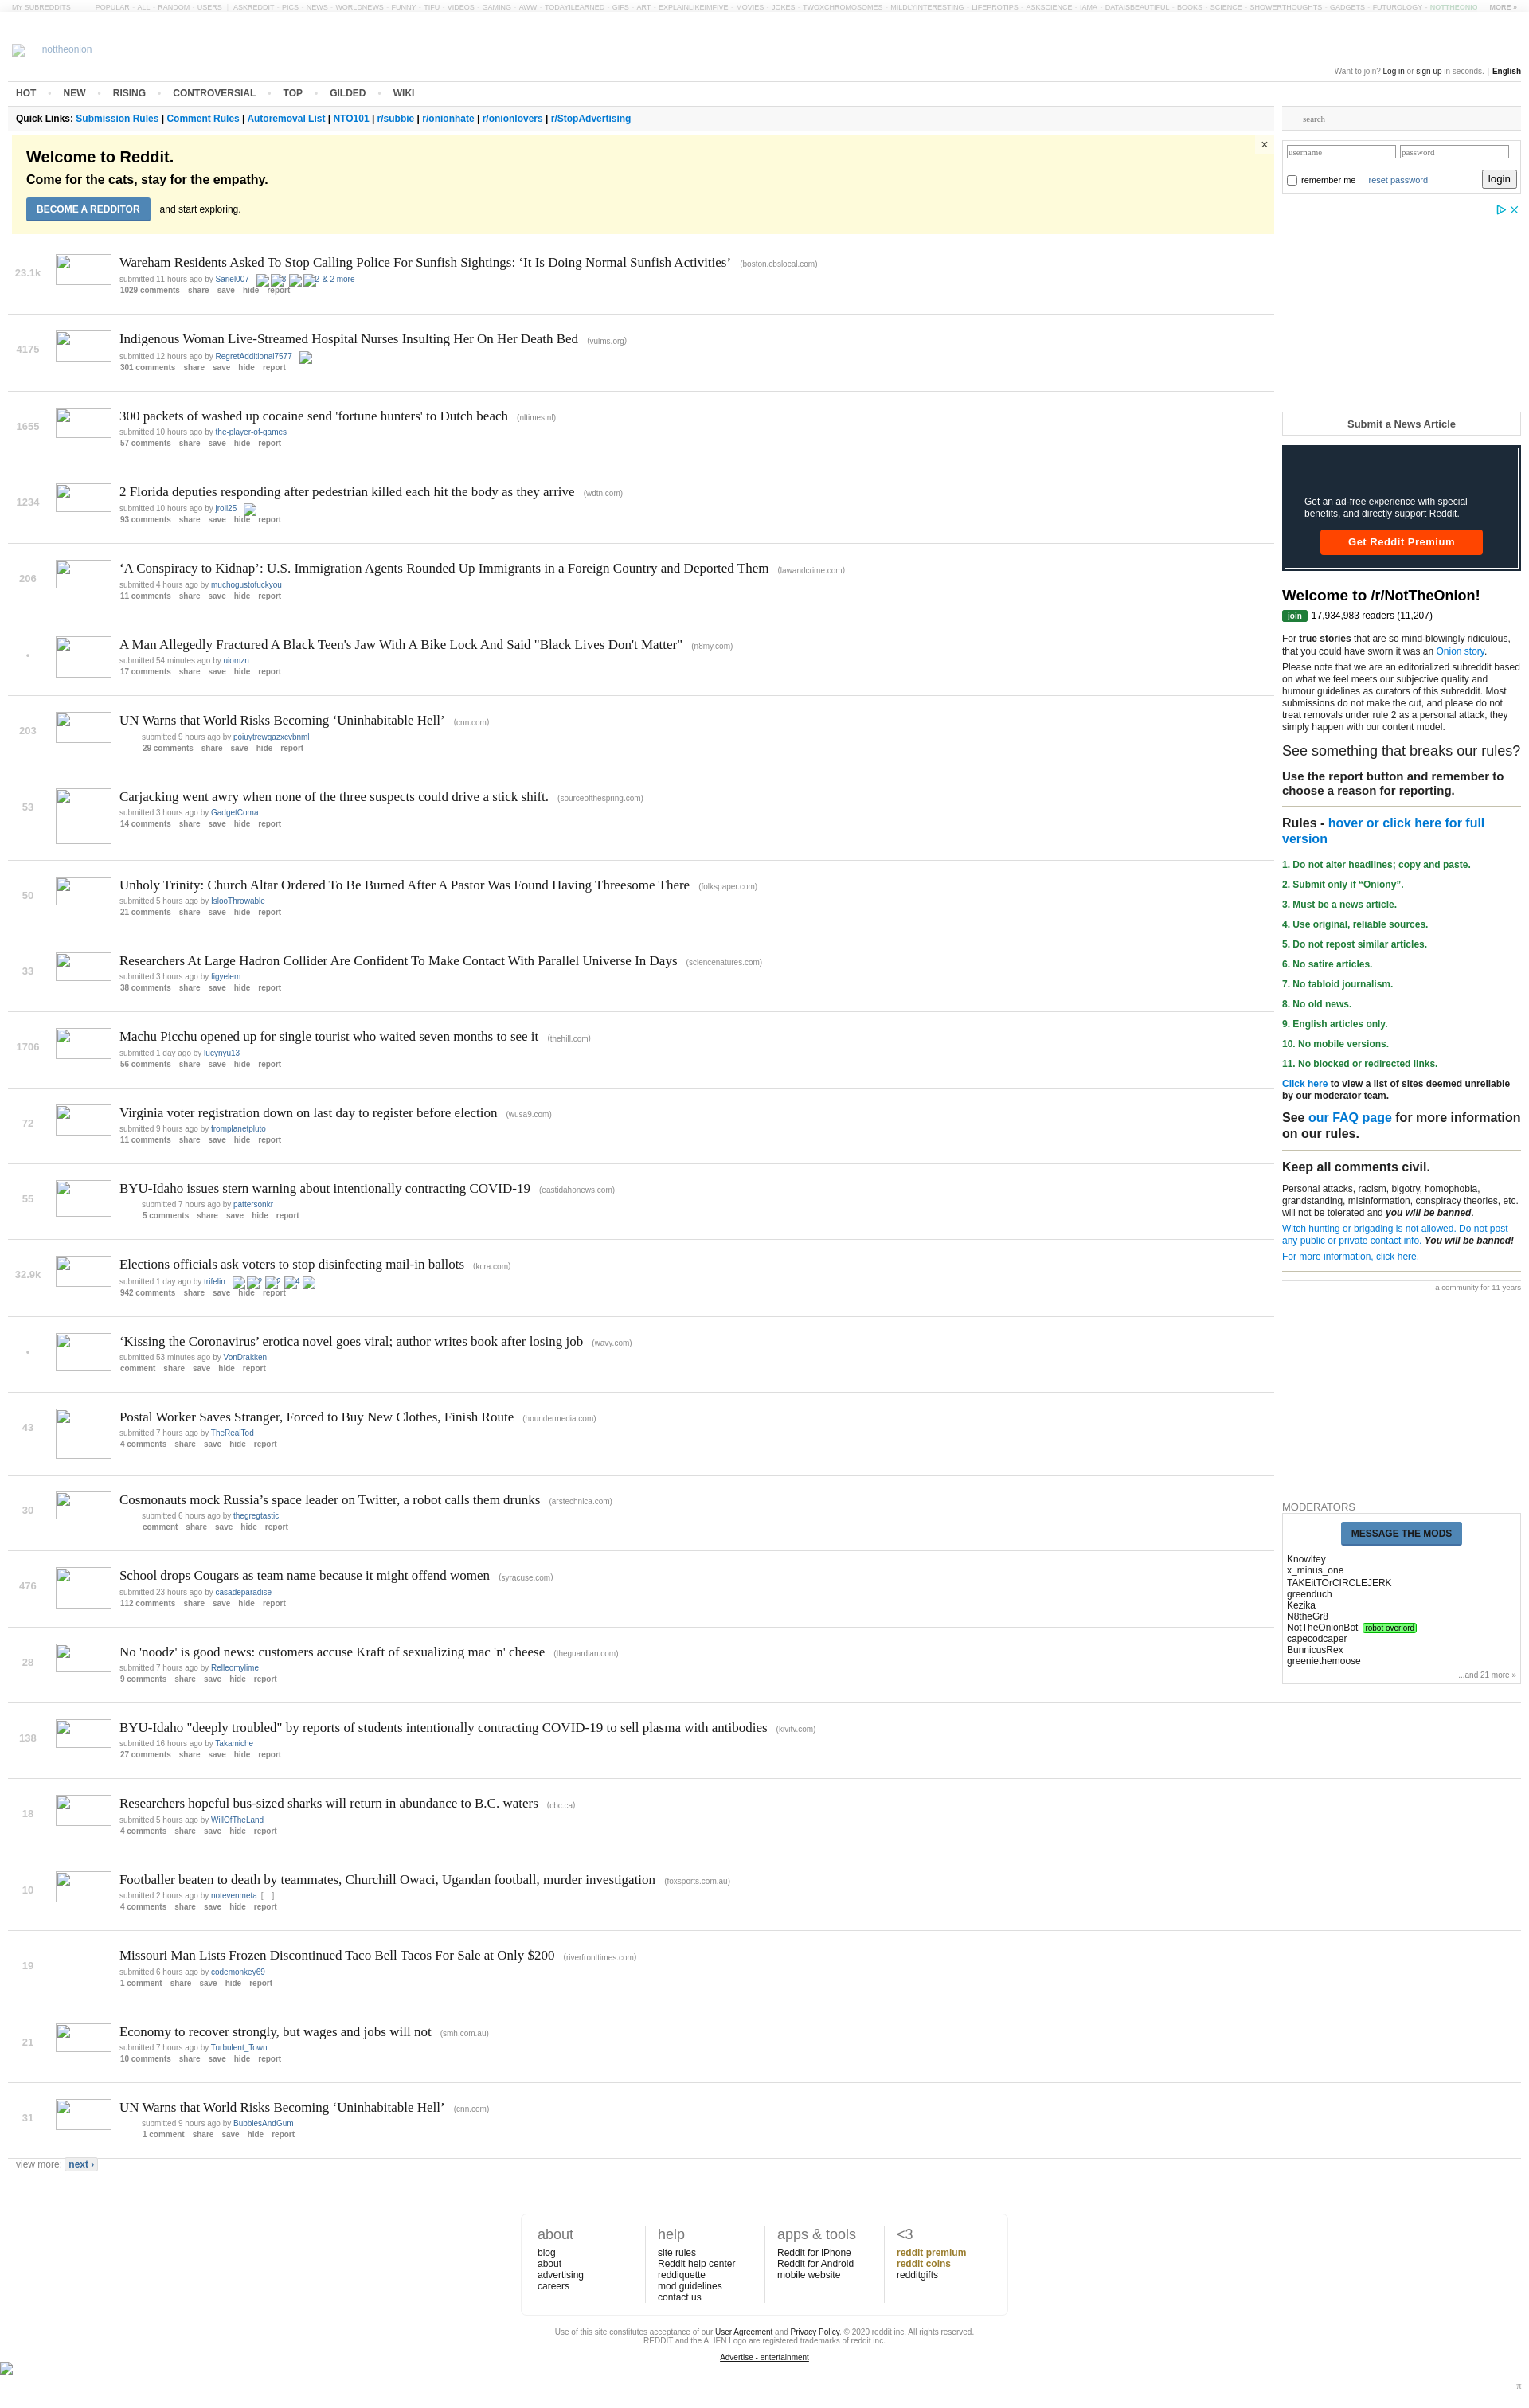 MY SUBREDDITS POPULAR - ALL - RANDOM - USERS | ASKREDDIT - PICS - NEWS - WORLDNEWS - FUNNY - TIFU - VIDEOS - GAMING - AWW - TODAYILEARNED - GIFS - ART - EXPLAINLIKEIMFIVE - MOVIES - JOKES - TWOXCHROMOSOMES - MILDLYINTERESTING - LIFEPROTIPS - ASKSCIENCE - IAMA - DATAISBEAUTIFUL - BOOKS - SCIENCE - SHOWERTHOUGHTS - GADGETS - FUTUROLOGY - NOTTHEONIO MORE »
nottheonion
Want to join? Log in or sign up in seconds. | English
HOT • NEW • RISING • CONTROVERSIAL • TOP • GILDED • WIKI
Quick Links: Submission Rules | Comment Rules | Autoremoval List | NTO101 | r/subbie | r/onionhate | r/onionlovers | r/StopAdvertising
Welcome to Reddit.
Come for the cats, stay for the empathy.
BECOME A REDDITOR and start exploring.
×
23.1k
Wareham Residents Asked To Stop Calling Police For Sunfish Sightings: ‘It Is Doing Normal Sunfish Activities’ (boston.cbslocal.com)
submitted 11 hours ago by Sariel007 8 2 & 2 more
1029 comments share save hide report
4175
Indigenous Woman Live-Streamed Hospital Nurses Insulting Her On Her Death Bed (vulms.org)
submitted 12 hours ago by RegretAdditional7577
301 comments share save hide report
1655
300 packets of washed up cocaine send 'fortune hunters' to Dutch beach (nltimes.nl)
submitted 10 hours ago by the-player-of-games
57 comments share save hide report
1234
2 Florida deputies responding after pedestrian killed each hit the body as they arrive (wdtn.com)
submitted 10 hours ago by jroll25
93 comments share save hide report
206
‘A Conspiracy to Kidnap’: U.S. Immigration Agents Rounded Up Immigrants in a Foreign Country and Deported Them (lawandcrime.com)
submitted 4 hours ago by muchogustofuckyou
11 comments share save hide report
•
A Man Allegedly Fractured A Black Teen's Jaw With A Bike Lock And Said "Black Lives Don't Matter" (n8my.com)
submitted 54 minutes ago by uiomzn
17 comments share save hide report
203
UN Warns that World Risks Becoming ‘Uninhabitable Hell’ (cnn.com)
submitted 9 hours ago by poiuytrewqazxcvbnml
29 comments share save hide report
53
Carjacking went awry when none of the three suspects could drive a stick shift. (sourceofthespring.com)
submitted 3 hours ago by GadgetComa
14 comments share save hide report
50
Unholy Trinity: Church Altar Ordered To Be Burned After A Pastor Was Found Having Threesome There (folkspaper.com)
submitted 5 hours ago by IslooThrowable
21 comments share save hide report
33
Researchers At Large Hadron Collider Are Confident To Make Contact With Parallel Universe In Days (sciencenatures.com)
submitted 3 hours ago by figyelem
38 comments share save hide report
1706
Machu Picchu opened up for single tourist who waited seven months to see it (thehill.com)
submitted 1 day ago by lucynyu13
56 comments share save hide report
72
Virginia voter registration down on last day to register before election (wusa9.com)
submitted 9 hours ago by fromplanetpluto
11 comments share save hide report
55
BYU-Idaho issues stern warning about intentionally contracting COVID-19 (eastidahonews.com)
submitted 7 hours ago by pattersonkr
5 comments share save hide report
32.9k
Elections officials ask voters to stop disinfecting mail-in ballots (kcra.com)
submitted 1 day ago by trifelin 2 2 4
942 comments share save hide report
•
‘Kissing the Coronavirus’ erotica novel goes viral; author writes book after losing job (wavy.com)
submitted 53 minutes ago by VonDrakken
comment share save hide report
43
Postal Worker Saves Stranger, Forced to Buy New Clothes, Finish Route (houndermedia.com)
submitted 7 hours ago by TheRealTod
4 comments share save hide report
30
Cosmonauts mock Russia’s space leader on Twitter, a robot calls them drunks (arstechnica.com)
submitted 6 hours ago by thegregtastic
comment share save hide report
476
School drops Cougars as team name because it might offend women (syracuse.com)
submitted 23 hours ago by casadeparadise
112 comments share save hide report
28
No 'noodz' is good news: customers accuse Kraft of sexualizing mac 'n' cheese (theguardian.com)
submitted 7 hours ago by Relleomylime
9 comments share save hide report
138
BYU-Idaho "deeply troubled" by reports of students intentionally contracting COVID-19 to sell plasma with antibodies (kivitv.com)
submitted 16 hours ago by Takamiche
27 comments share save hide report
18
Researchers hopeful bus-sized sharks will return in abundance to B.C. waters (cbc.ca)
submitted 5 hours ago by WillOfTheLand
4 comments share save hide report
10
Footballer beaten to death by teammates, Churchill Owaci, Ugandan football, murder investigation (foxsports.com.au)
submitted 2 hours ago by notevenmeta [ ]
4 comments share save hide report
19
Missouri Man Lists Frozen Discontinued Taco Bell Tacos For Sale at Only $200 (riverfronttimes.com)
submitted 6 hours ago by codemonkey69
1 comment share save hide report
21
Economy to recover strongly, but wages and jobs will not (smh.com.au)
submitted 7 hours ago by Turbulent_Town
10 comments share save hide report
31
UN Warns that World Risks Becoming ‘Uninhabitable Hell’ (cnn.com)
submitted 9 hours ago by BubblesAndGum
1 comment share save hide report
view more: next ›
search
username password
remember me reset password login
Submit a News Article
Get an ad-free experience with special
benefits, and directly support Reddit.
Get Reddit Premium
Welcome to /r/NotTheOnion!
join 17,934,983 readers (11,207)
For true stories that are so mind-blowingly ridiculous,
that you could have sworn it was an Onion story.
Please note that we are an editorialized subreddit based
on what we feel meets our subjective quality and
humour guidelines as curators of this subreddit. Most
submissions do not make the cut, and please do not
treat removals under rule 2 as a personal attack, they
simply happen with our content model.
See something that breaks our rules?
Use the report button and remember to
choose a reason for reporting.
Rules - hover or click here for full
version
1. Do not alter headlines; copy and paste.
2. Submit only if “Oniony”.
3. Must be a news article.
4. Use original, reliable sources.
5. Do not repost similar articles.
6. No satire articles.
7. No tabloid journalism.
8. No old news.
9. English articles only.
10. No mobile versions.
11. No blocked or redirected links.
Click here to view a list of sites deemed unreliable
by our moderator team.
See our FAQ page for more information
on our rules.
Keep all comments civil.
Personal attacks, racism, bigotry, homophobia,
grandstanding, misinformation, conspiracy theories, etc.
will not be tolerated and you will be banned.
Witch hunting or brigading is not allowed. Do not post
any public or private contact info. You will be banned!
For more information, click here.
a community for 11 years
MODERATORS
MESSAGE THE MODS
Knowltey
x_minus_one
TAKEitTOrCIRCLEJERK
greenduch
Kezika
N8theGr8
NotTheOnionBot robot overlord
capecodcaper
BunnicusRex
greeniethemoose
...and 21 more »
about
blog
about
advertising
careers
help
site rules
Reddit help center
reddiquette
mod guidelines
contact us
apps & tools
Reddit for iPhone
Reddit for Android
mobile website
<3
reddit premium
reddit coins
redditgifts
Use of this site constitutes acceptance of our User Agreement and Privacy Policy. © 2020 reddit inc. All rights reserved.
REDDIT and the ALIEN Logo are registered trademarks of reddit inc.
Advertise - entertainment
π